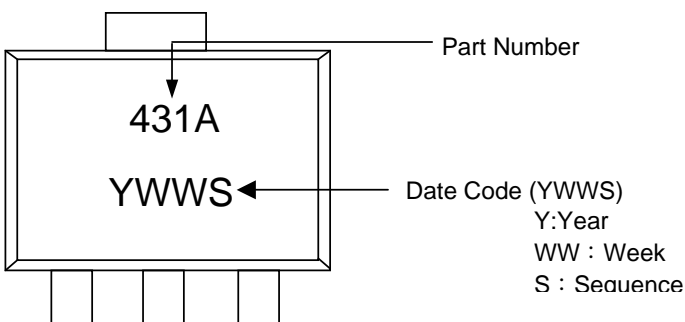 Part Number
431A
YWWS
Date Code (YWWS)
Y:Year
WW：Week
S：Sequence